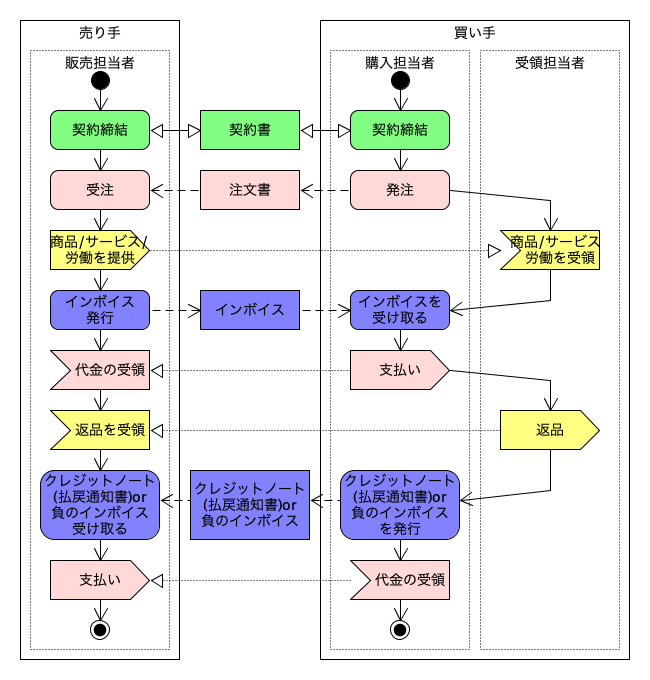 売り手
買い手
販売担当者
購入担当者
受領担当者
契約締結
契約書
契約締結
受注
注文書
発注
商品/サービス/
労働を提供
商品/サービス
労働を受領
インボイス
発行
インボイス
インボイスを
受け取る
代金の受領
支払い
返品を受領
返品
クレジットノート
(払戻通知書)or
負のインボイス
受け取る
クレジットノート
(払戻通知書)or
負のインボイス
クレジットノート
(払戻通知書)or
負のインボイス
を発行
支払い
代金の受領